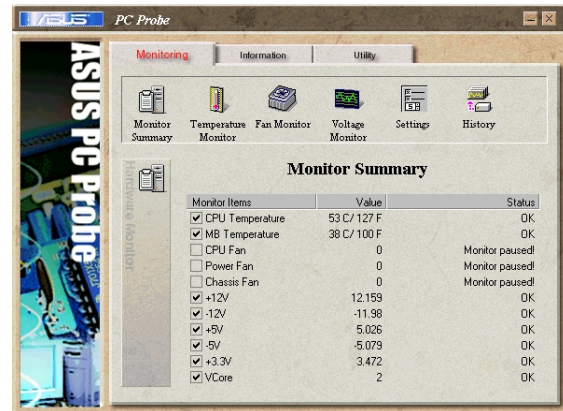 ASUS PC Probe
Monitoring Information Utility
ASUS PC Probe
Monitor Summary
Temperature Monitor
Fan Monitor
Voltage Monitor
Settings
History
Hardware Monitor
Monitor Summary
Monitor Items Value Status
CPU Temperature 53 C/ 127 F OK
MB Temperature 38 C/ 100 F OK
CPU Fan 0 Monitor paused!
Power Fan 0 Monitor paused!
Chassis Fan 0 Monitor paused!
+12V 12.159 OK
-12V -11.98 OK
+5V 5.026 OK
-5V -5.079 OK
+3.3V 3.472 OK
VCore 2 OK